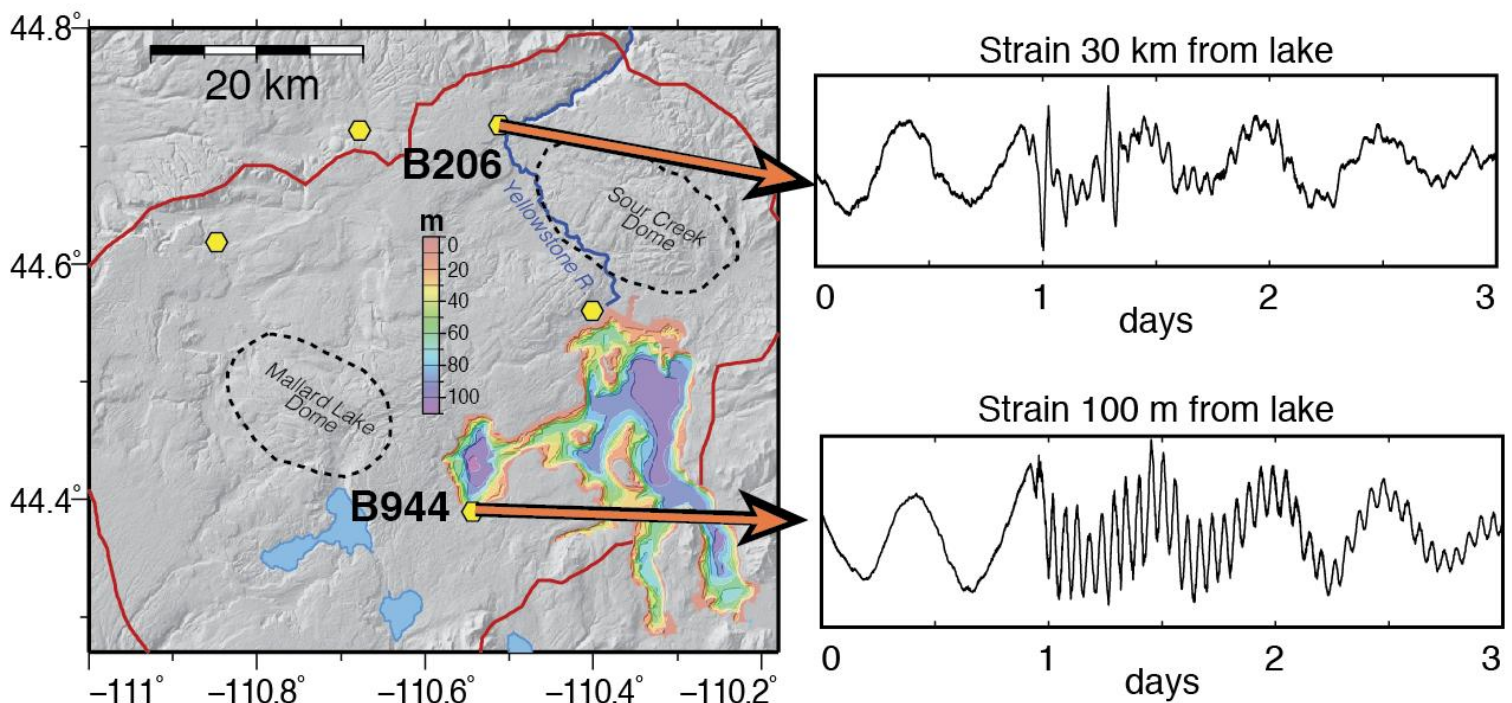 44.8°
44.6°
44.4°
−111°
−110.8°
−110.6°
−110.4°
−110.2°
20 km
B206
Yellowstone R.
Sour Creek
Dome
m
0
20
40
60
80
100
Mallard Lake
Dome
B944
Strain 30 km from lake
0
1
2
3
days
Strain 100 m from lake
0
1
2
3
days